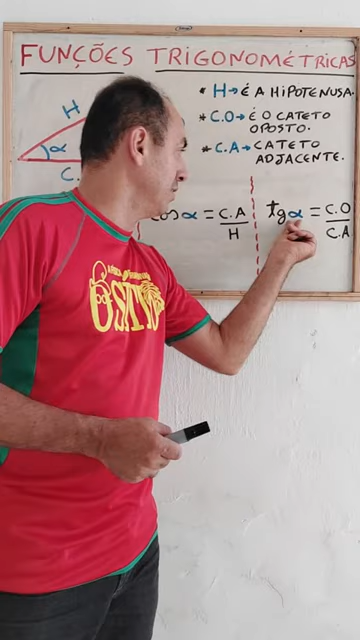 FUNÇÕES TRIGONOMÉTRICAS
H
* H→ É A HIPOTENUSA.
* C.O→ É O CATETO
OPOSTO.
* C.A→ CATETO
ADJACENTE.
α
C.
cos α = C.A
H
tg α = C.O
C.A